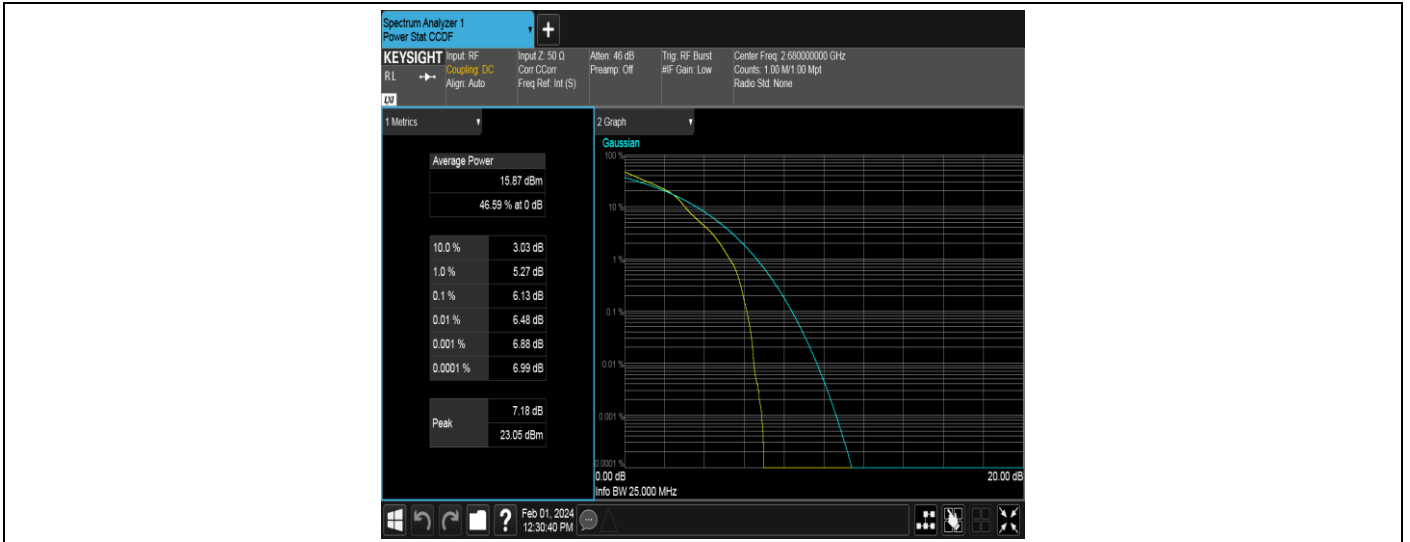 Spectrum Analyzer 1
Power Stat CCDF
+
KEYSIGHT
RL
LXI
Input: RF
Coupling: DC
Align: Auto
Input Z: 50 Ω
Corr CCorr
Freq Ref: Int (S)
Atten: 46 dB
Preamp: Off
Trig: RF Burst
#IF Gain: Low
Center Freq: 2.680000000 GHz
Counts: 1.00 M/1.00 Mpt
Radio Std: None
1 Metrics
Average Power
15.87 dBm
46.59 % at 0 dB
10.0 % 3.03 dB
1.0 % 5.27 dB
0.1 % 6.13 dB
0.01 % 6.48 dB
0.001 % 6.88 dB
0.0001 % 6.99 dB
Peak
7.18 dB
23.05 dBm
2 Graph
Gaussian
100 %
10 %
1 %
0.1 %
0.01 %
0.001 %
0.0001 %
0.00 dB 20.00 dB
Info BW 25.000 MHz
?
Feb 01, 2024
12:30:40 PM